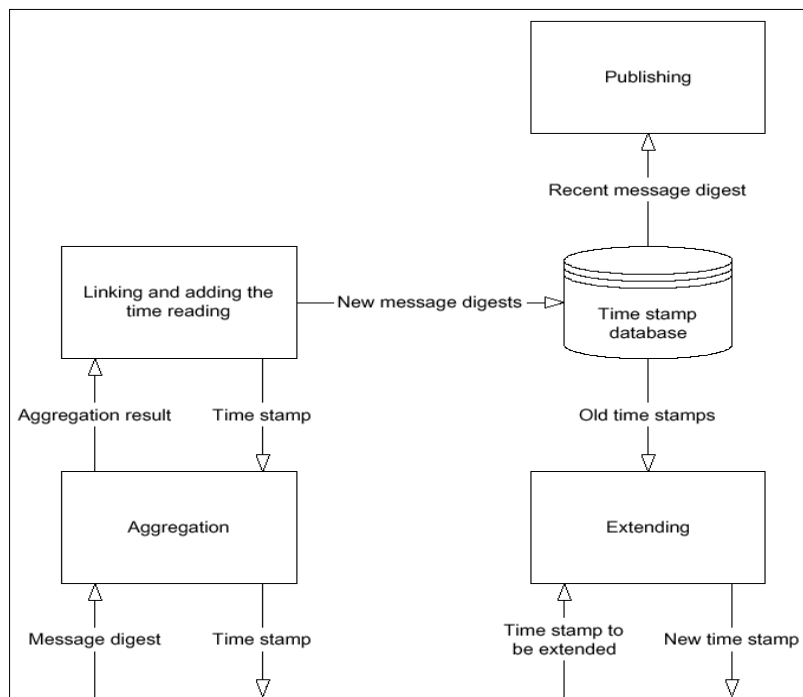 Publishing
Recent message digest
Linking and adding the
time reading
New message digests
Time stamp
database
Aggregation result
Time stamp
Old time stamps
Aggregation
Extending
Message digest
Time stamp
Time stamp to
be extended
New time stamp